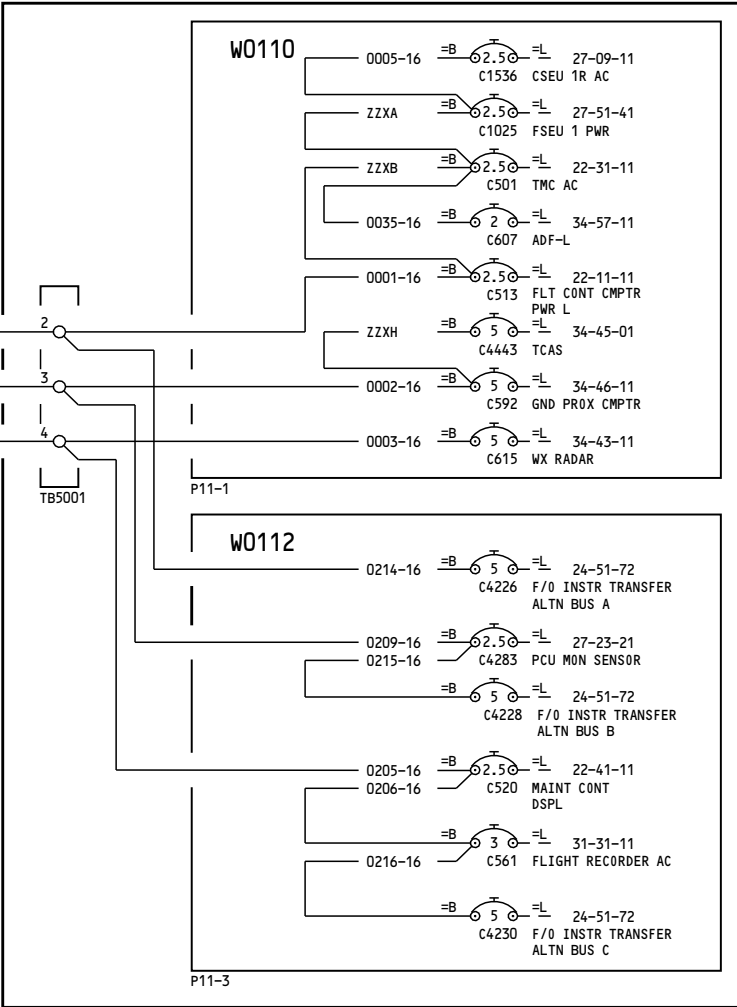 W0110
0005-16 =B 2.5 =L 27-09-11
C1536 CSEU 1R AC
ZZXA =B 2.5 =L 27-51-41
C1025 FSEU 1 PWR
ZZXB =B 2.5 =L 22-31-11
C501 TMC AC
0035-16 =B 2 =L 34-57-11
C607 ADF-L
0001-16 =B 2.5 =L 22-11-11
C513 FLT CONT CMPTR
PWR L
2
ZZXH =B 5 =L 34-45-01
C4443 TCAS
3
0002-16 =B 5 =L 34-46-11
C592 GND PROX CMPTR
4
0003-16 =B 5 =L 34-43-11
C615 WX RADAR
TB5001
P11-1
W0112
0214-16 =B 5 =L 24-51-72
C4226 F/O INSTR TRANSFER
ALTN BUS A
0209-16 =B 2.5 =L 27-23-21
0215-16 C4283 PCU MON SENSOR
=B 5 =L 24-51-72
C4228 F/O INSTR TRANSFER
ALTN BUS B
0205-16 =B 2.5 =L 22-41-11
0206-16 C520 MAINT CONT
DSPL
=B 3 =L 31-31-11
0216-16 C561 FLIGHT RECORDER AC
=B 5 =L 24-51-72
C4230 F/O INSTR TRANSFER
ALTN BUS C
P11-3